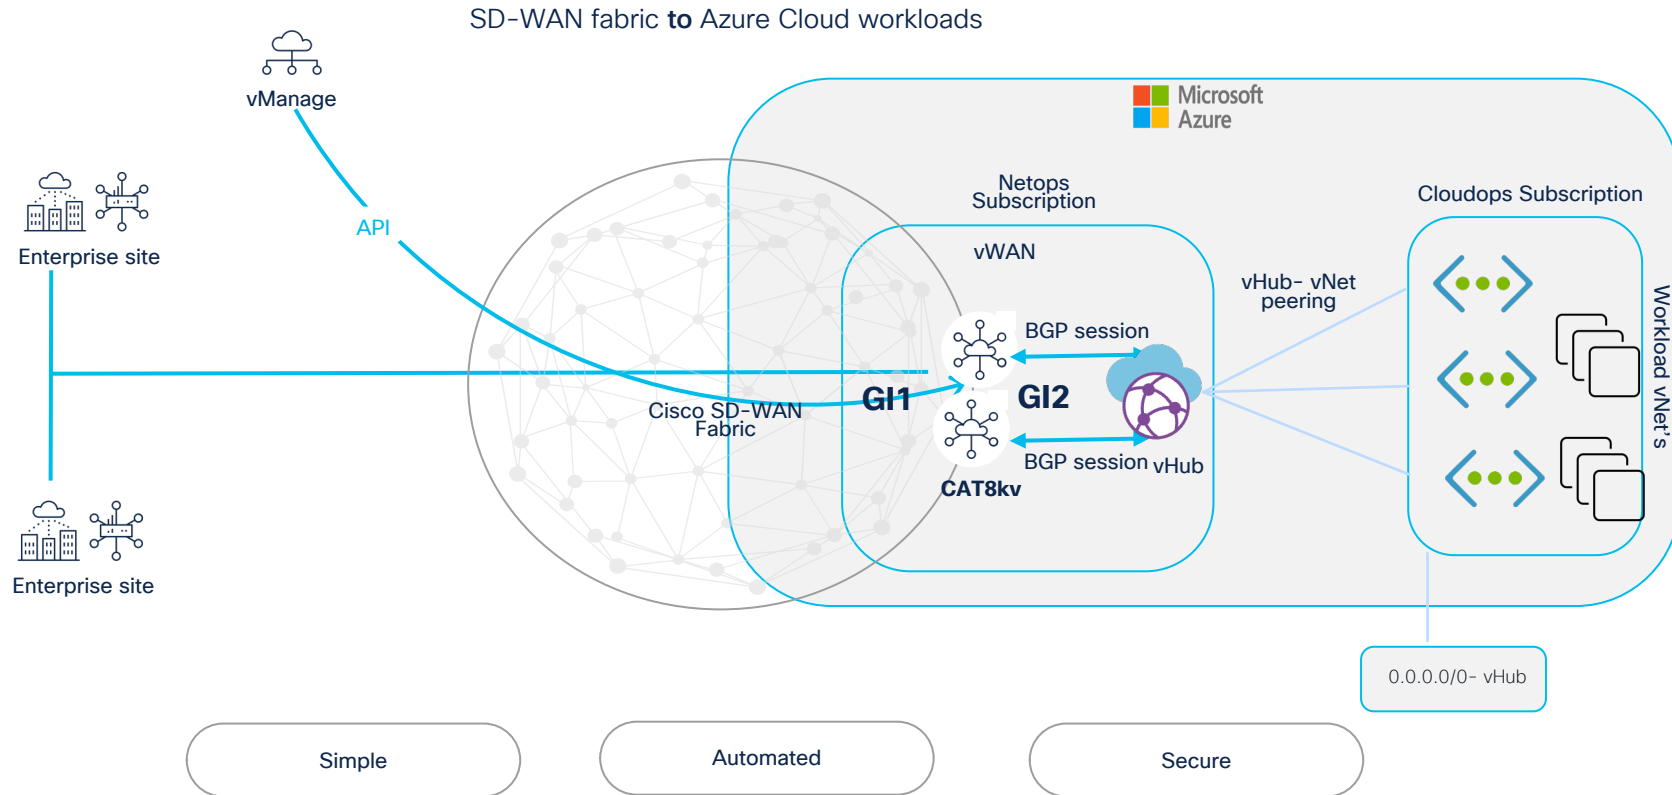 SD-WAN fabric to Azure Cloud workloads
vManage
Microsoft
Azure
Netops
Subscription
Cloudops Subscription
API
Enterprise site
vWAN
vHub- vNet
peering
BGP session
Workload vNet's
GI1
GI2
Cisco SD-WAN
Fabric
BGP session
vHub
CAT8kv
Enterprise site
0.0.0.0/0- vHub
Simple
Automated
Secure